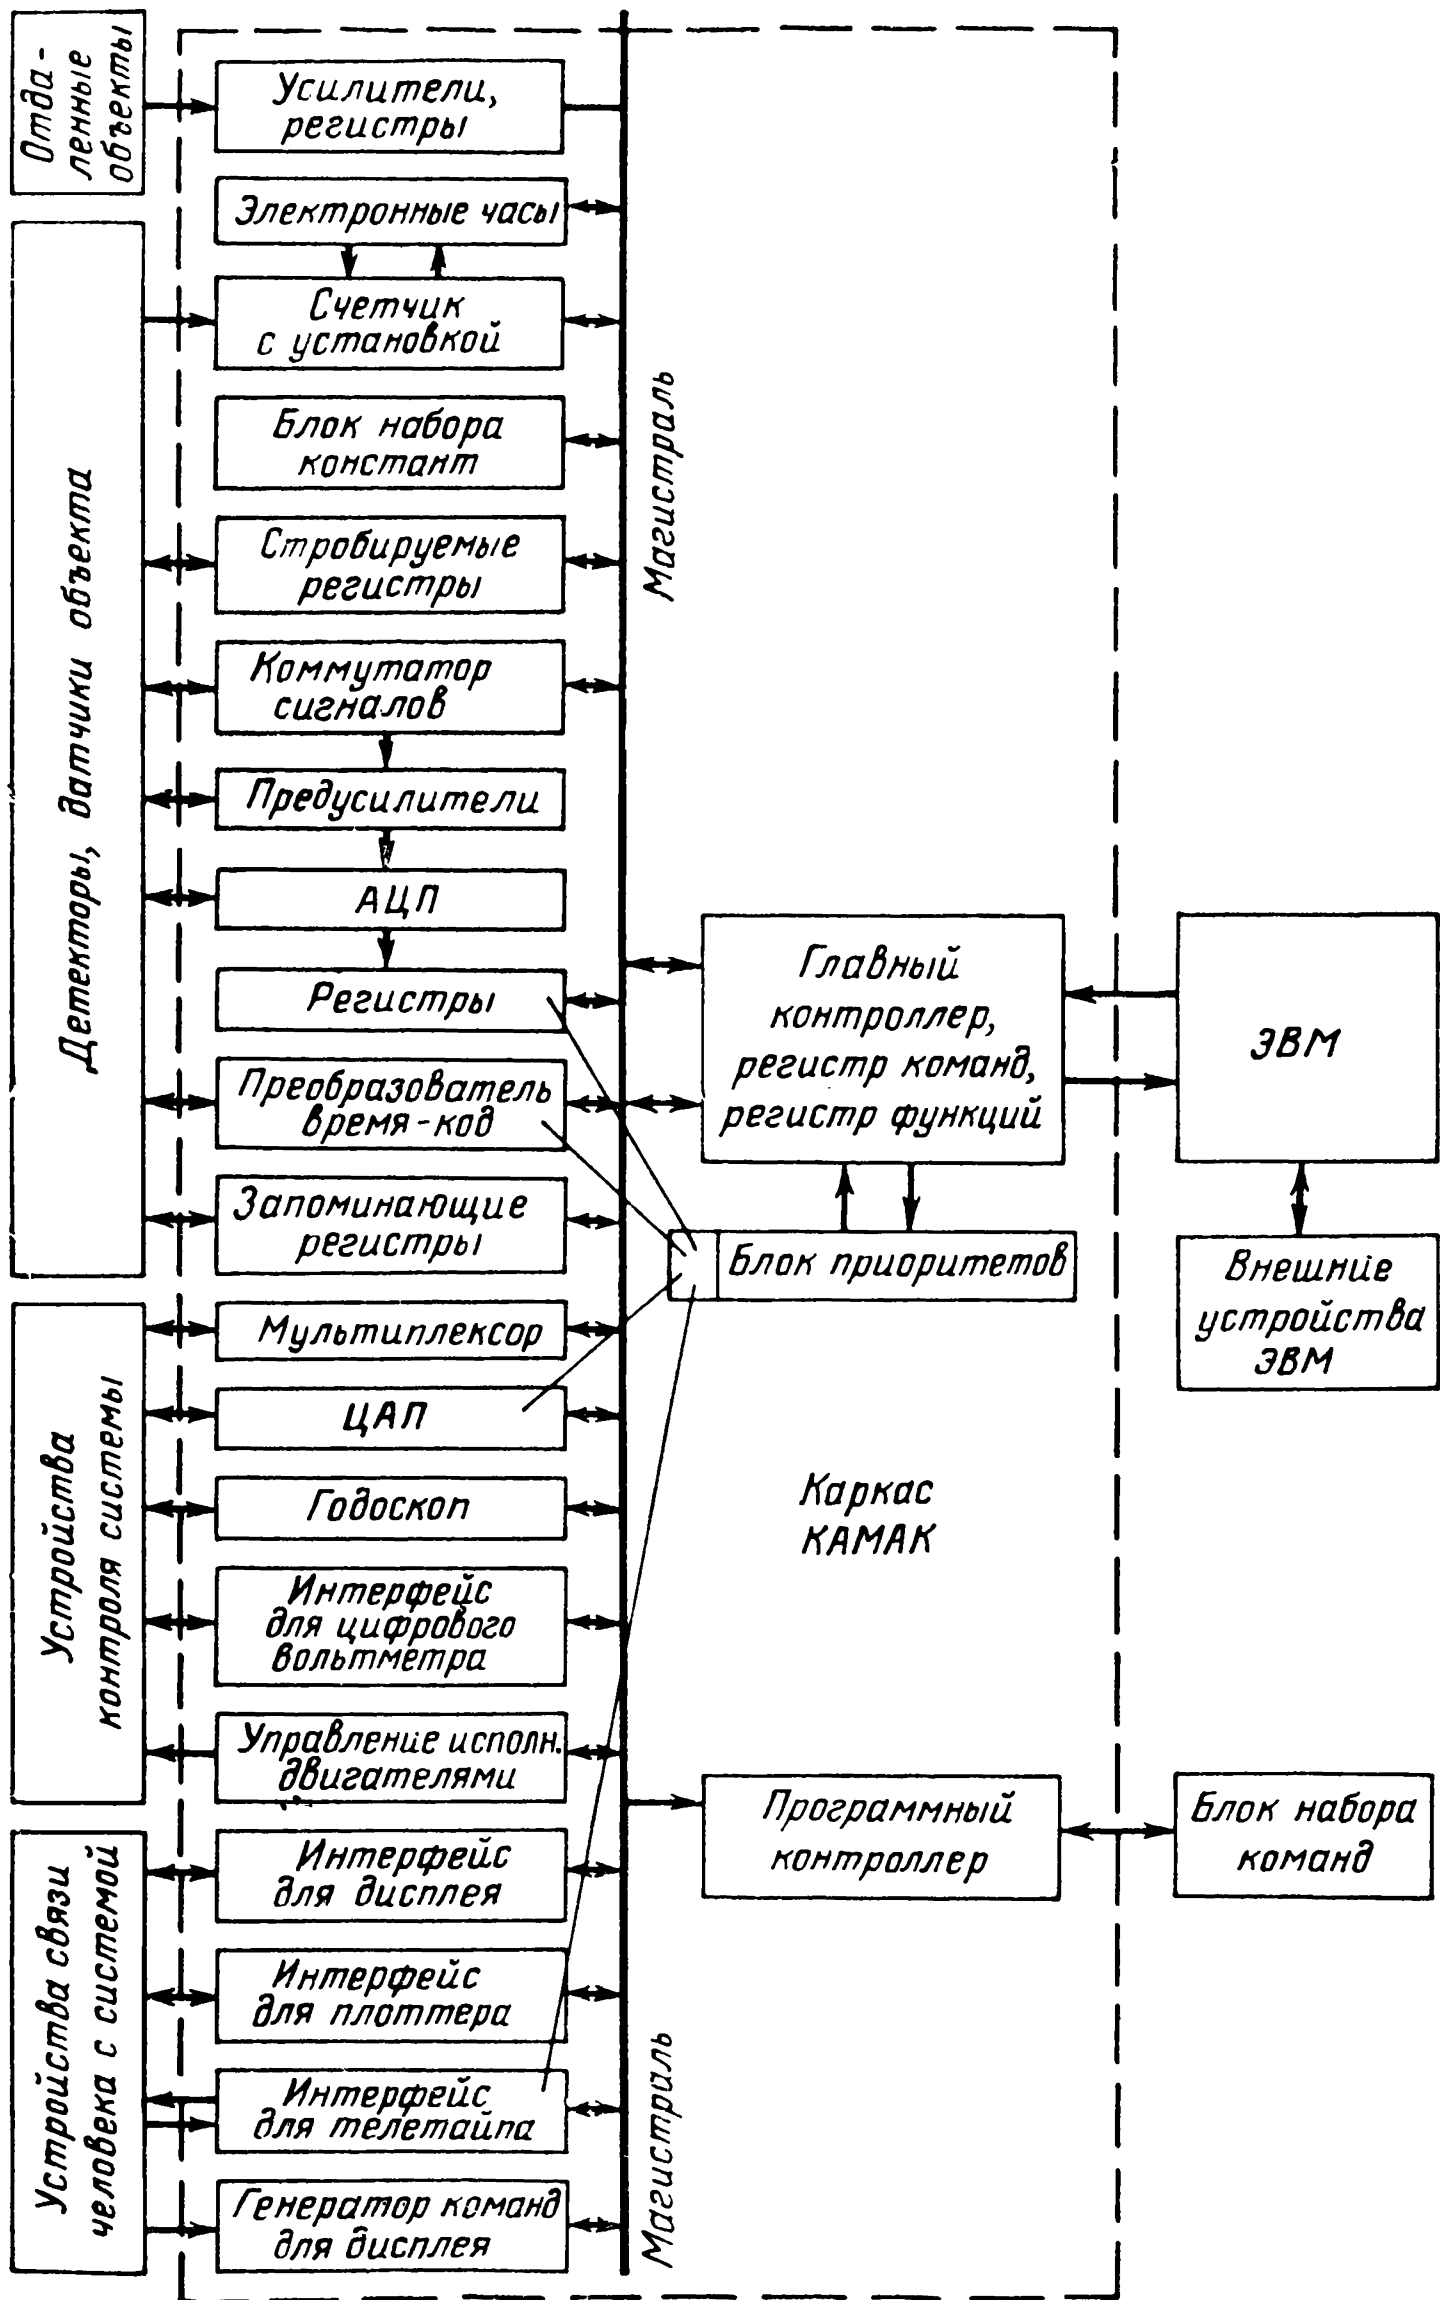 Отда-
ленные
объекты
Усилители,
регистры
Электронные часы
Счетчик
с установкой
Блок набора
констант
Стробируемые
регистры
Коммутатор
сигналов
Предусилители
АЦП
Регистры
Преобразователь
время-код
Запоминающие
регистры
Детекторы, датчики объекта
Мультиплексор
ЦАП
Годоскоп
Интерфейс
для цифрового
вольтметра
Управление исполн.
двигателями
Устройства
контроля системы
Интерфейс
для дисплея
Интерфейс
для плоттера
Интерфейс
для телетайпа
Генератор команд
для дисплея
Устройства связи
человека с системой
Магистраль
Магистраль
Главный
контроллер,
регистр команд,
регистр функций
Блок приоритетов
Каркас
КАМАК
Программный
контроллер
ЭВМ
Внешние
устройства
ЭВМ
Блок набора
команд